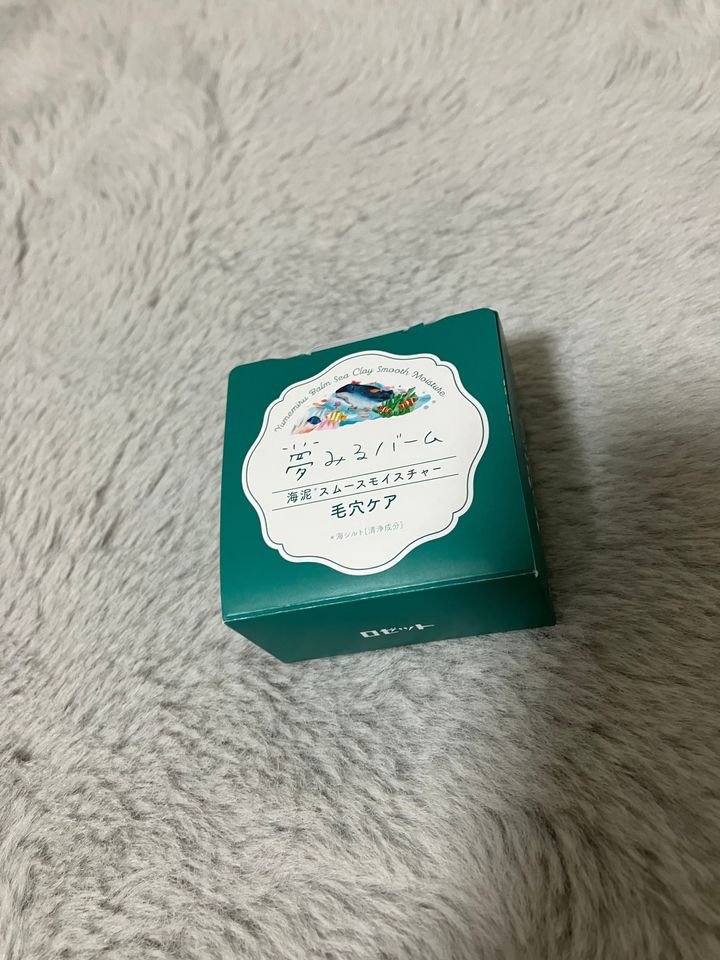 Yumemiru Balm Sea Clay Smooth Moisture
夢みるバーム
海泥*スムースモイスチャー
毛穴ケア
*海シルト[清浄成分]
ロゼット